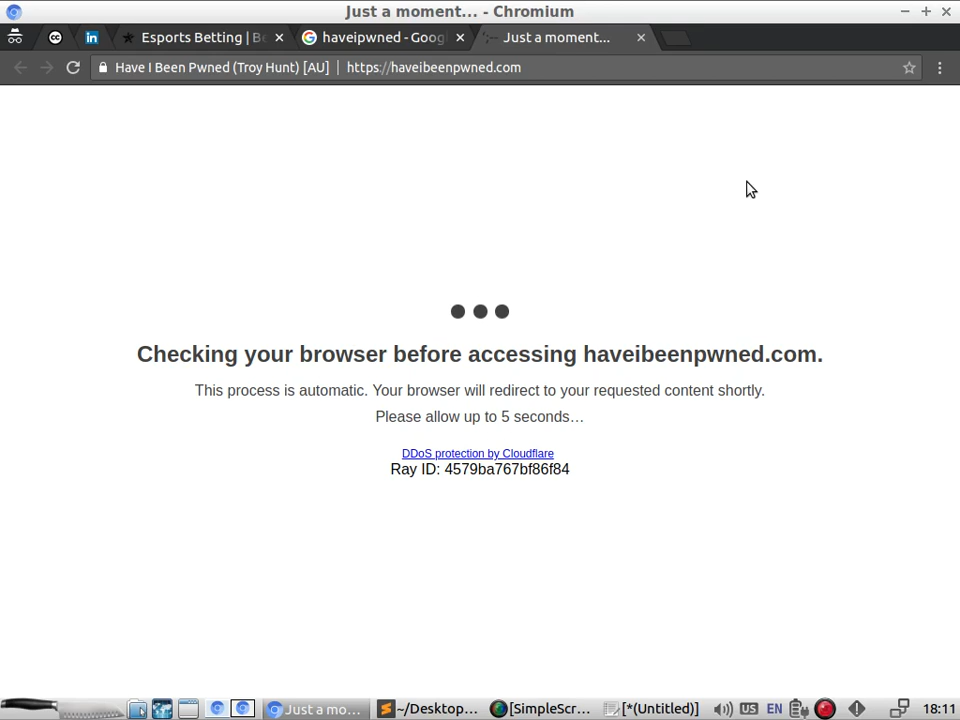 Just a moment... - Chromium
Esports Betting | Be
haveipwned - Goog
Just a moment...
Have I Been Pwned (Troy Hunt) [AU] | https://haveibeenpwned.com
Checking your browser before accessing haveibeenpwned.com.
This process is automatic. Your browser will redirect to your requested content shortly.
Please allow up to 5 seconds…
DDoS protection by Cloudflare
Ray ID: 4579ba767bf86f84
Just a mo... ~/Desktop... [SimpleScr... [*(Untitled)] US EN 18:11